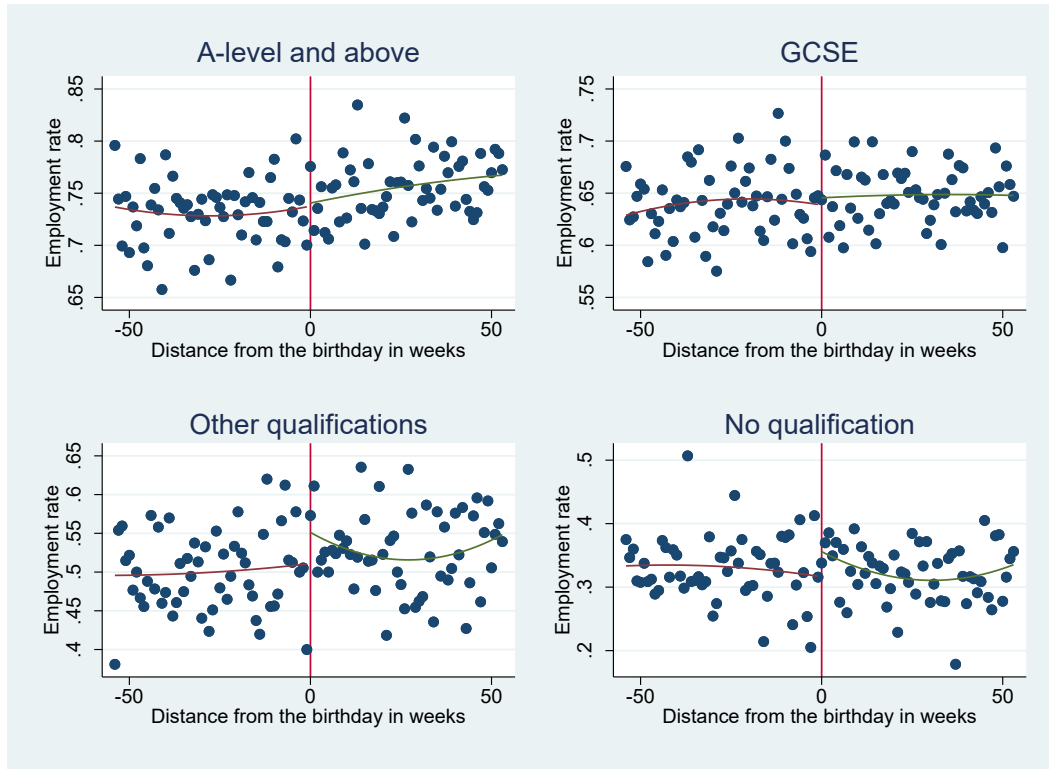 A-level and above
Employment rate
.85
.8
.75
.7
.65
-50 0 50
Distance from the birthday in weeks
GCSE
Employment rate
.75
.7
.65
.6
.55
-50 0 50
Distance from the birthday in weeks
Other qualifications
Employment rate
.65
.6
.55
.5
.45
.4
-50 0 50
Distance from the birthday in weeks
No qualification
Employment rate
.5
.4
.3
.2
-50 0 50
Distance from the birthday in weeks